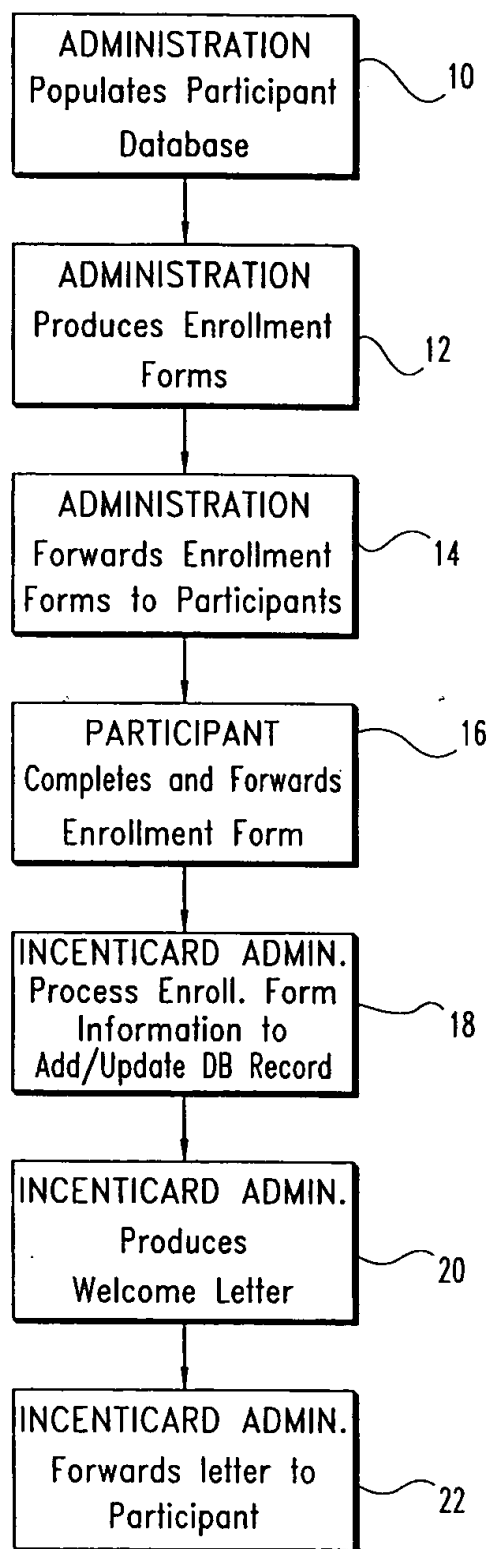 ADMINISTRATION
Populates Participant
Database
10
ADMINISTRATION
Produces Enrollment
Forms
12
ADMINISTRATION
Forwards Enrollment
Forms to Participants
14
PARTICIPANT
Completes and Forwards
Enrollment Form
16
INCENTICARD ADMIN.
Process Enroll. Form
Information to
Add/Update DB Record
18
INCENTICARD ADMIN.
Produces
Welcome Letter
20
INCENTICARD ADMIN.
Forwards letter to
Participant
22